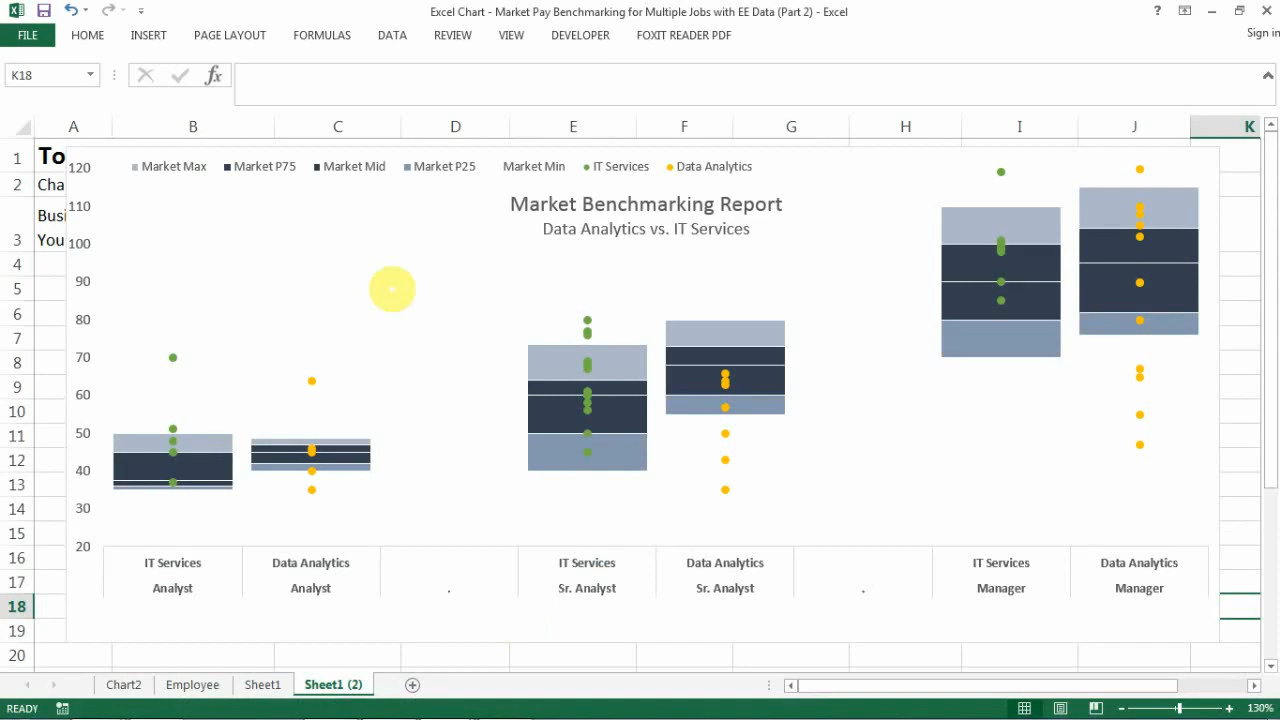 Excel Chart - Market Pay Benchmarking for Multiple Jobs with EE Data (Part 2) - Excel
?
FILE HOME INSERT PAGE LAYOUT FORMULAS DATA REVIEW VIEW DEVELOPER FOXIT READER PDF Sign in
K18 fx
A B C D E F G H I J K
1 To
2 Cha
Busi
3 You
4
5
6
7
8
9
10
11
12
13
14
15
16
17
18
19
20
Market Max Market P75 Market Mid Market P25 Market Min IT Services Data Analytics
Market Benchmarking Report
Data Analytics vs. IT Services
120
110
100
90
80
70
60
50
40
30
20
IT Services Data Analytics IT Services Data Analytics IT Services Data Analytics
Analyst Analyst . Sr. Analyst Sr. Analyst . Manager Manager
Chart2 Employee Sheet1 Sheet1 (2)
READY 130%